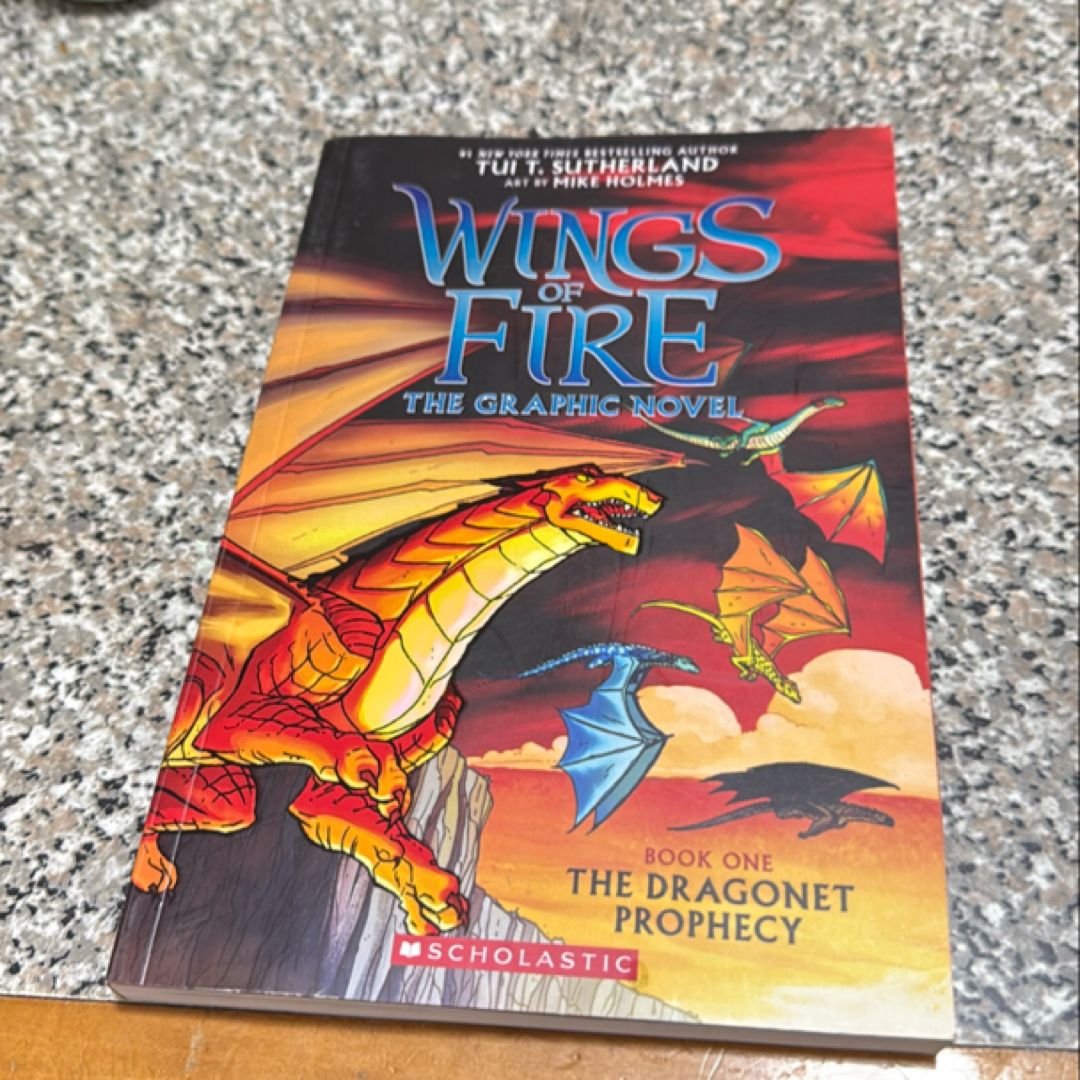 #1 NEW YORK TIMES BESTSELLING AUTHOR
TUI T. SUTHERLAND
ART BY MIKE HOLMES
WINGS
OF
FIRE
THE GRAPHIC NOVEL
BOOK ONE
THE DRAGONET
PROPHECY
SCHOLASTIC